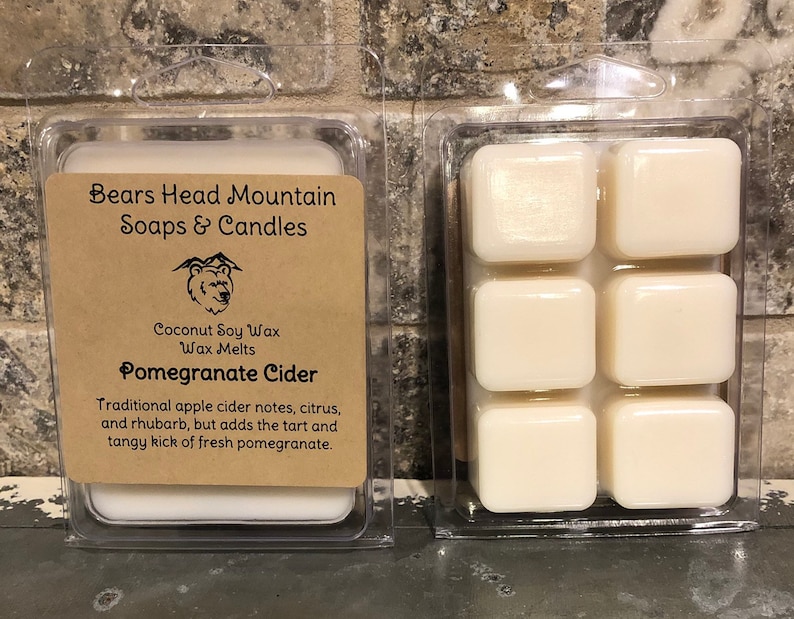 Bears Head Mountain
Soaps & Candles
Coconut Soy Wax
Wax Melts
Pomegranate Cider
Traditional apple cider notes, citrus,
and rhubarb, but adds the tart and
tangy kick of fresh pomegranate.